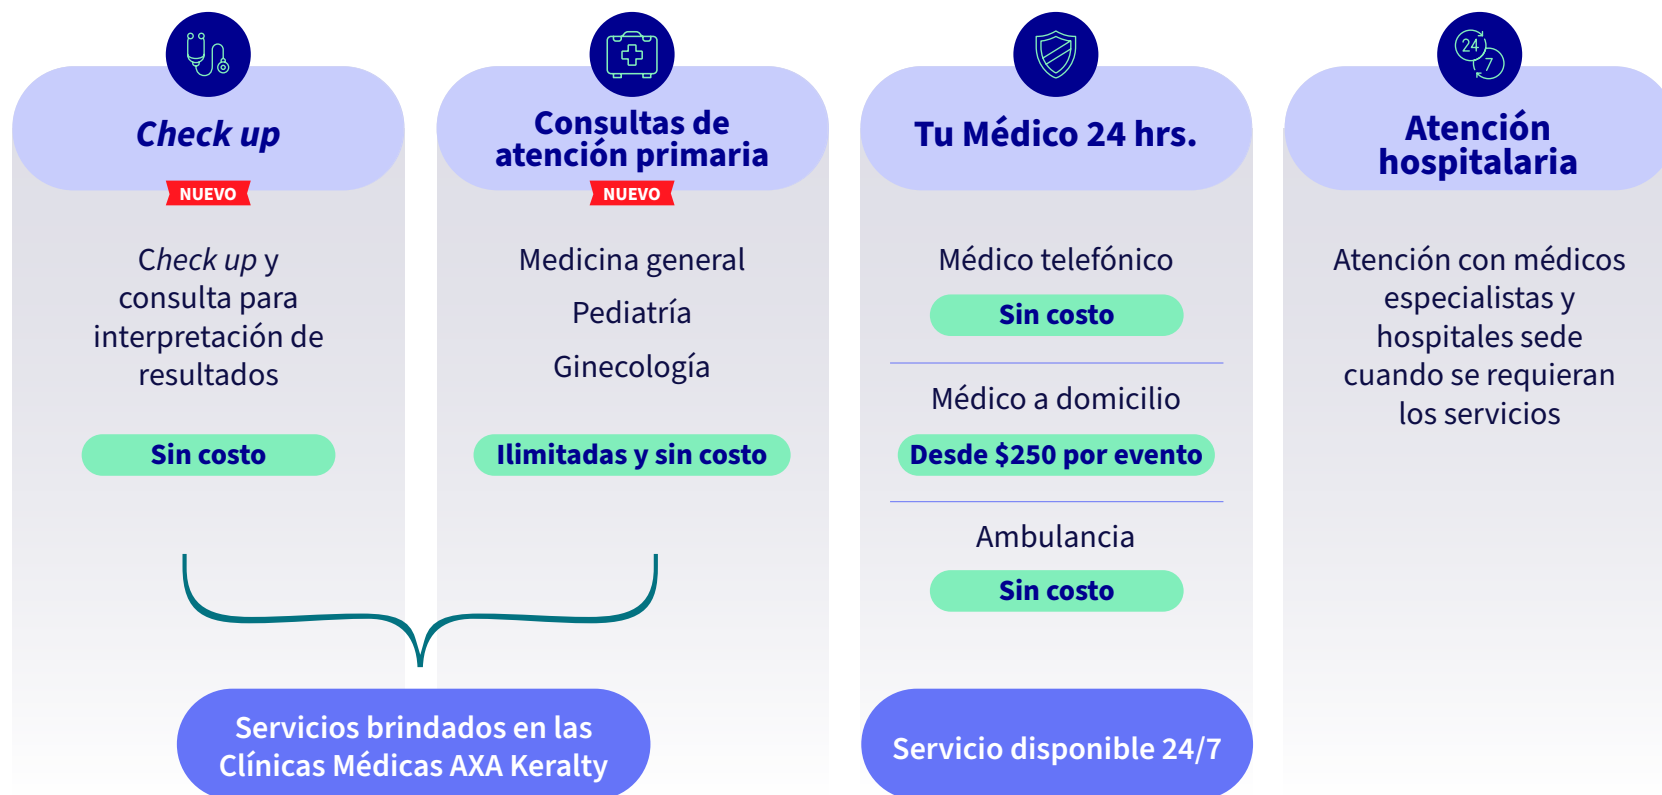 Check up
NUEVO
Check up y
consulta para
interpretación de
resultados
Sin costo
Consultas de
atención primaria
NUEVO
Medicina general
Pediatría
Ginecología
Ilimitadas y sin costo
Servicios brindados en las
Clínicas Médicas AXA Keralty
Tu Médico 24 hrs.
Médico telefónico
Sin costo
Médico a domicilio
Desde $250 por evento
Ambulancia
Sin costo
Servicio disponible 24/7
24
7
Atención
hospitalaria
Atención con médicos
especialistas y
hospitales sede
cuando se requieran
los servicios